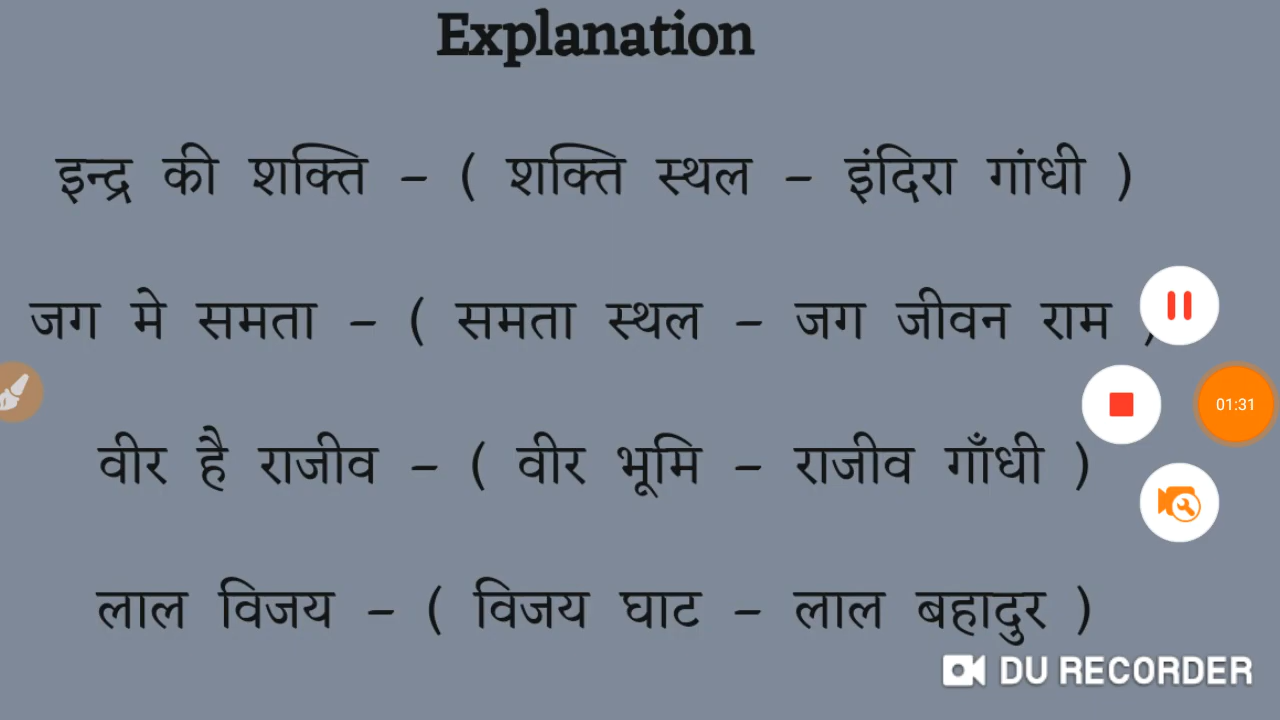 Explanation
इन्द्र की शक्ति - ( शक्ति स्थल - इंदिरा गांधी )
जग मे समता - ( समता स्थल - जग जीवन राम )
वीर है राजीव - ( वीर भूमि - राजीव गाँधी )
01:31
लाल विजय - ( विजय घाट - लाल बहादुर )
DU RECORDER